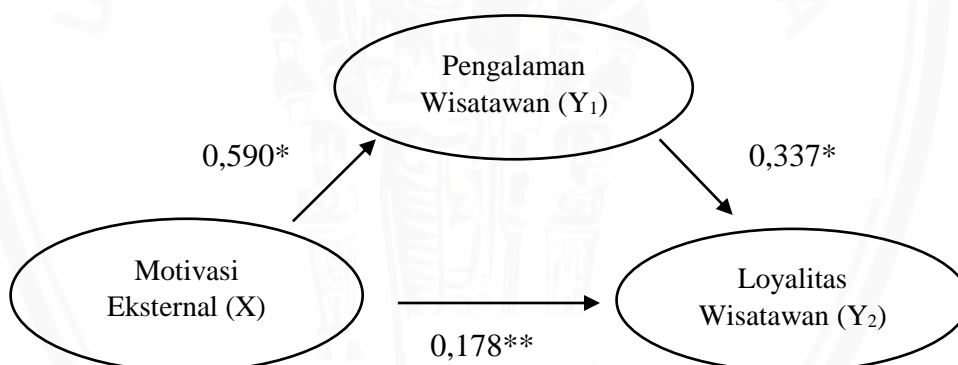 Pengalaman
Wisatawan (Y₁)
0,590*
0,337*
Motivasi
Eksternal (X)
Loyalitas
Wisatawan (Y₂)
0,178**